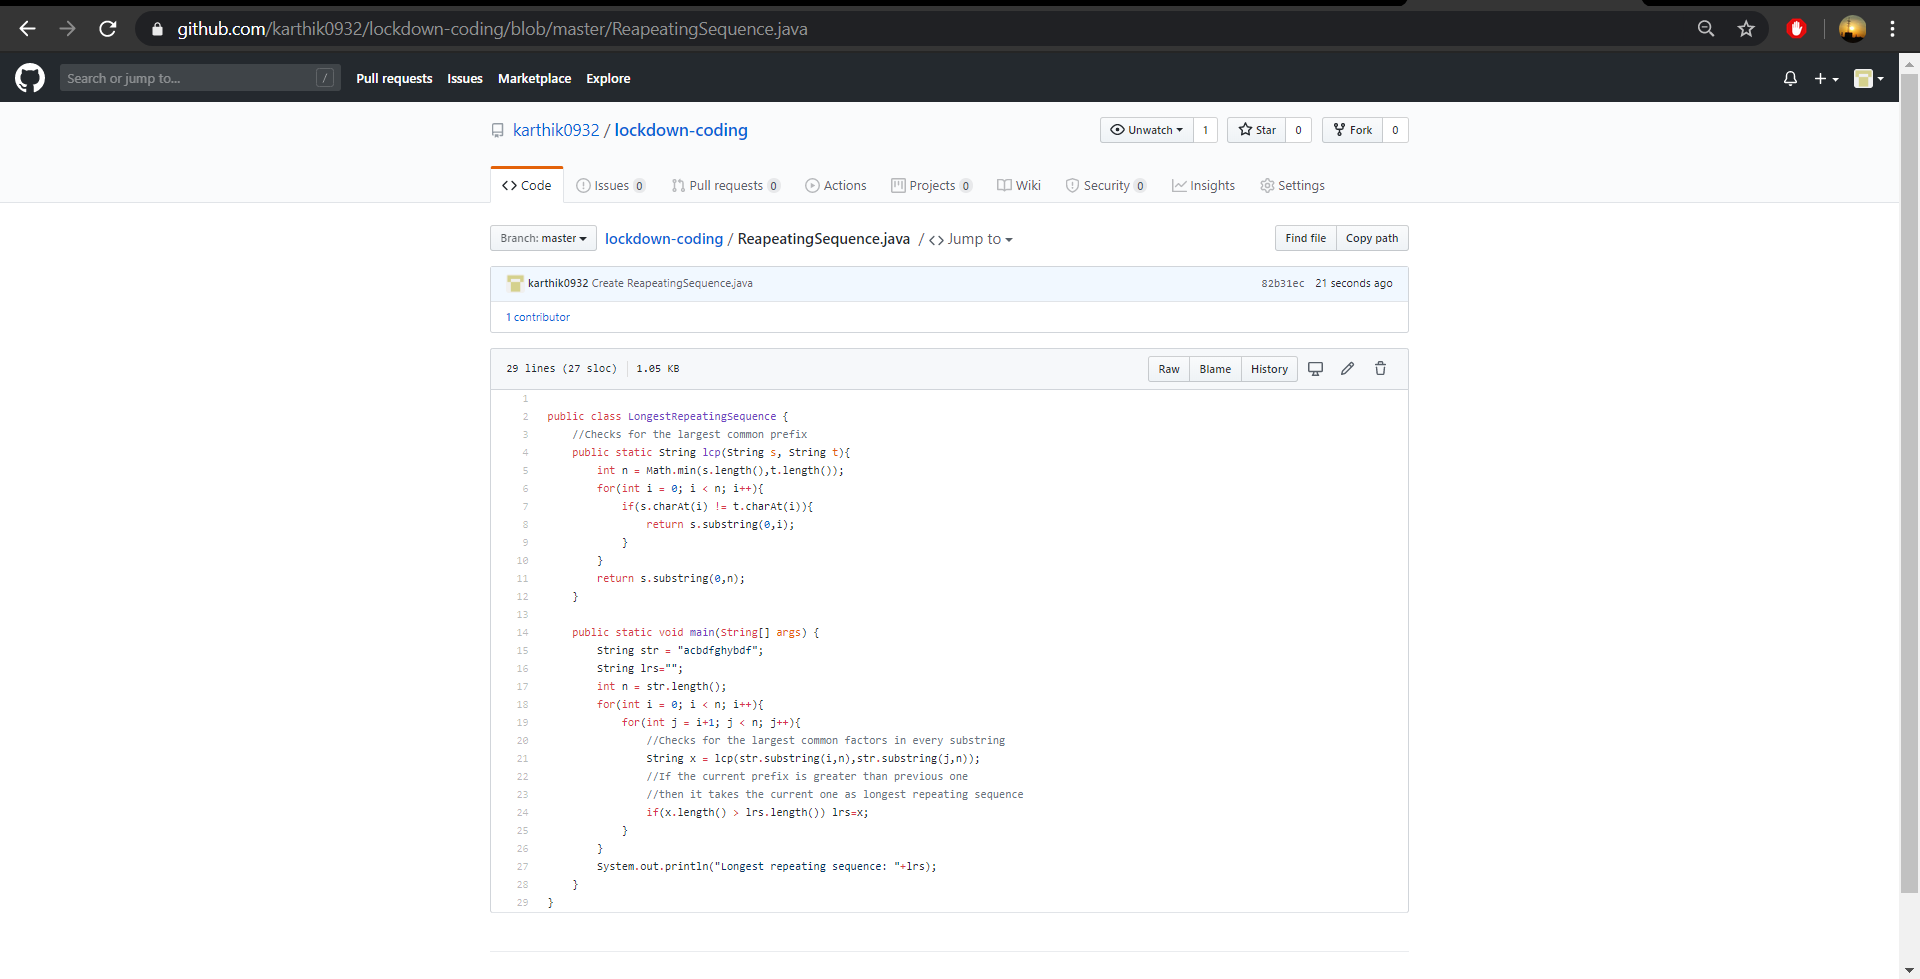 github.com/karthik0932/lockdown-coding/blob/master/ReapeatingSequence.java
Search or jump to... / Pull requests Issues Marketplace Explore
karthik0932 / lockdown-coding Unwatch 1 Star 0 Fork 0
Code Issues 0 Pull requests 0 Actions Projects 0 Wiki Security 0 Insights Settings
Branch: master lockdown-coding / ReapeatingSequence.java / Jump to Find file Copy path
karthik0932 Create ReapeatingSequence.java 82b31ec 21 seconds ago
1 contributor
29 lines (27 sloc) 1.05 KB Raw Blame History
1
2 public class LongestRepeatingSequence {
3 //Checks for the largest common prefix
4 public static String lcp(String s, String t){
5 int n = Math.min(s.length(),t.length());
6 for(int i = 0; i < n; i++){
7 if(s.charAt(i) != t.charAt(i)){
8 return s.substring(0,i);
9 }
10 }
11 return s.substring(0,n);
12 }
13
14 public static void main(String[] args) {
15 String str = "acbdfghybdf";
16 String lrs="";
17 int n = str.length();
18 for(int i = 0; i < n; i++){
19 for(int j = i+1; j < n; j++){
20 //Checks for the largest common factors in every substring
21 String x = lcp(str.substring(i,n),str.substring(j,n));
22 //If the current prefix is greater than previous one
23 //then it takes the current one as longest repeating sequence
24 if(x.length() > lrs.length()) lrs=x;
25 }
26 }
27 System.out.println("Longest repeating sequence: "+lrs);
28 }
29 }